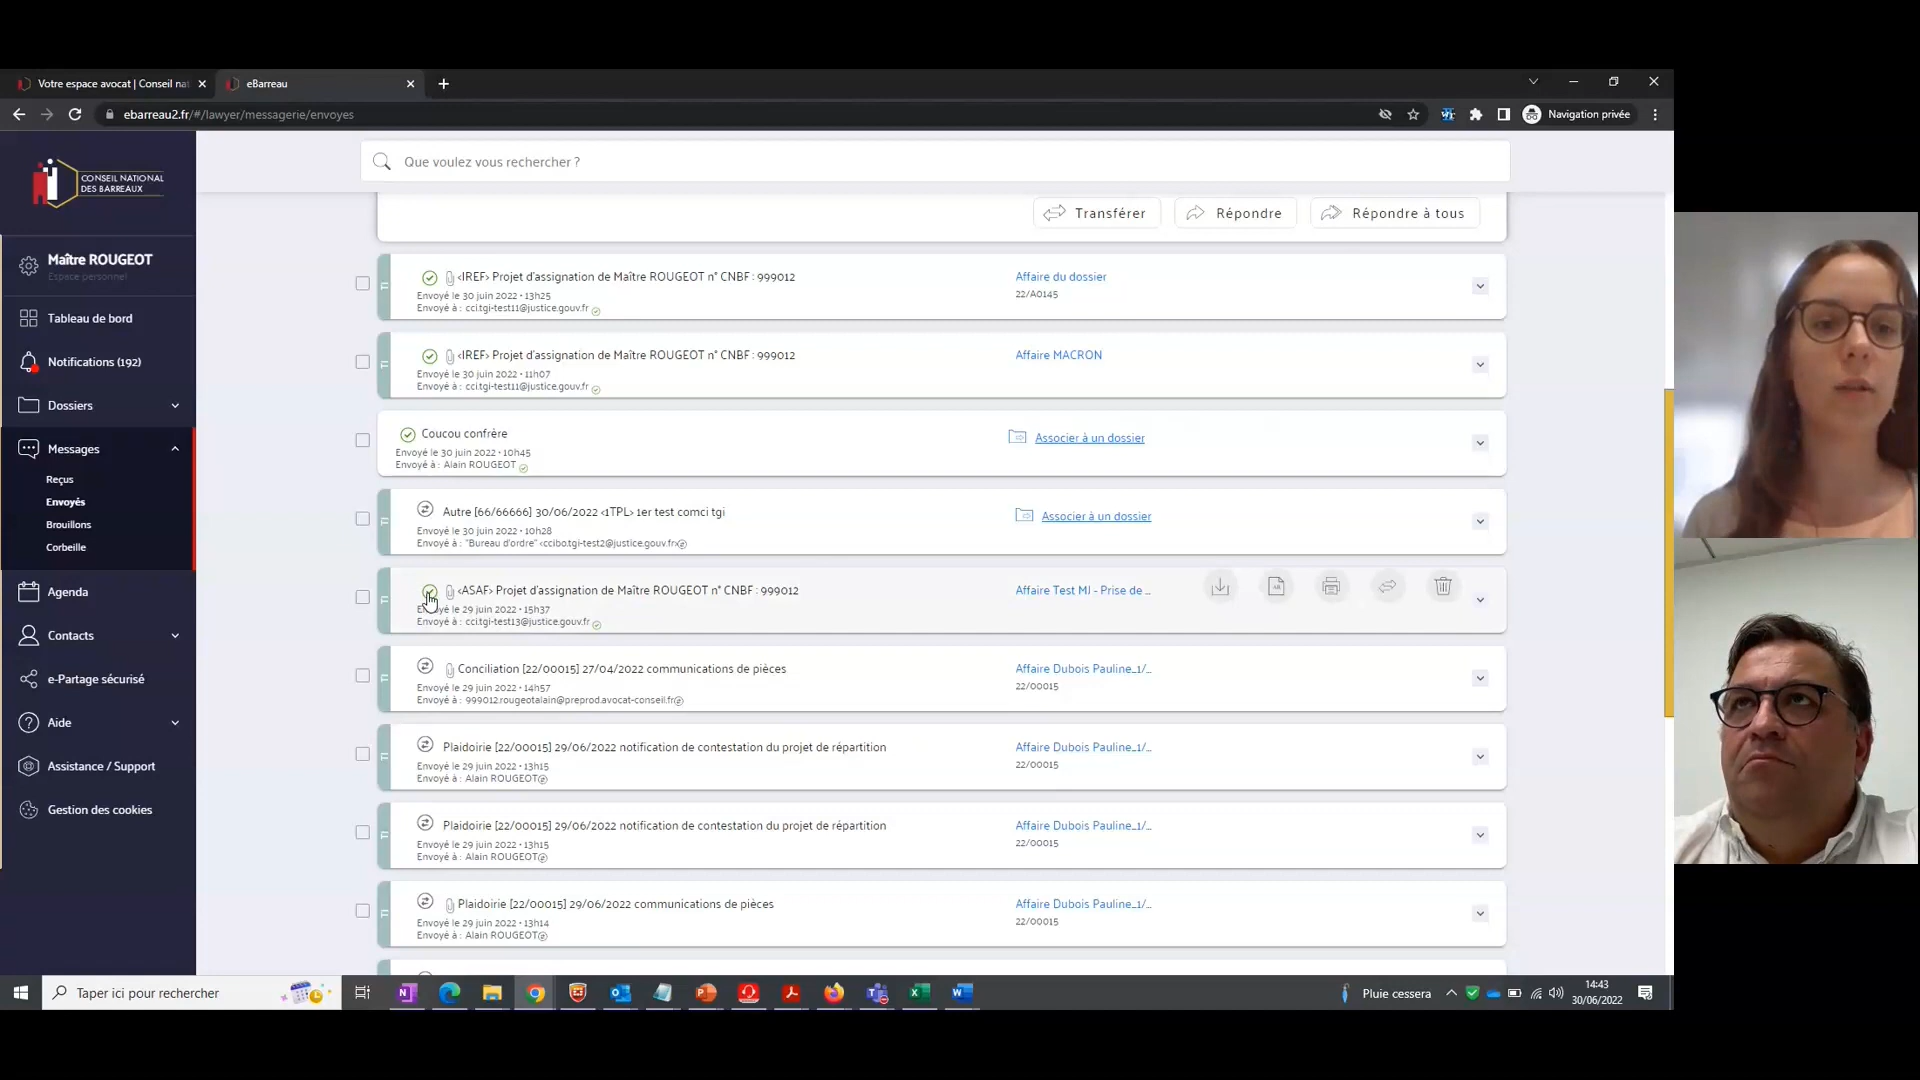 Votre espace avocat | Conseil nat
eBarreau
ebarreau2.fr/#/lawyer/messagerie/envoyes
Navigation privée
CONSEIL NATIONAL
DES BARREAUX
Que voulez vous rechercher ?
Maître ROUGEOT
Espace personnel
Tableau de bord
Notifications (192)
Dossiers
Messages
Reçus
Envoyés
Brouillons
Corbeille
Agenda
Contacts
e-Partage sécurisé
Aide
Assistance / Support
Gestion des cookies
Transférer
Répondre
Répondre à tous
<IREF> Projet d'assignation de Maître ROUGEOT n° CNBF : 999012
Affaire du dossier
Envoyé le 30 juin 2022 • 13h25
22/A0145
Envoyé à : cci.tgi-test11@justice.gouv.fr
<IREF> Projet d'assignation de Maître ROUGEOT n° CNBF : 999012
Affaire MACRON
Envoyé le 30 juin 2022 • 11h07
Envoyé à : cci.tgi-test11@justice.gouv.fr
Coucou confrère
Associer à un dossier
Envoyé le 30 juin 2022 • 10h45
Envoyé à : Alain ROUGEOT
Autre [66/66666] 30/06/2022 <1TPL> 1er test comci tgi
Associer à un dossier
Envoyé le 30 juin 2022 • 10h28
Envoyé à : "Bureau d'ordre" <ccibo.tgi-test2@justice.gouv.fr>
<ASAF> Projet d'assignation de Maître ROUGEOT n° CNBF : 999012
Affaire Test MJ - Prise de ...
Envoyé le 29 juin 2022 • 15h37
Envoyé à : cci.tgi-test13@justice.gouv.fr
Conciliation [22/00015] 27/04/2022 communications de pièces
Affaire Dubois Pauline_1/...
Envoyé le 29 juin 2022 • 14h57
22/00015
Envoyé à : 999012.rougeotalain@preprod.avocat-conseil.fr
Plaidoirie [22/00015] 29/06/2022 notification de contestation du projet de répartition
Affaire Dubois Pauline_1/...
Envoyé le 29 juin 2022 • 13h15
22/00015
Envoyé à : Alain ROUGEOT
Plaidoirie [22/00015] 29/06/2022 notification de contestation du projet de répartition
Affaire Dubois Pauline_1/...
Envoyé le 29 juin 2022 • 13h15
22/00015
Envoyé à : Alain ROUGEOT
Plaidoirie [22/00015] 29/06/2022 communications de pièces
Affaire Dubois Pauline_1/...
Envoyé le 29 juin 2022 • 13h14
22/00015
Envoyé à : Alain ROUGEOT
Taper ici pour rechercher
Pluie cessera
14:43
30/06/2022